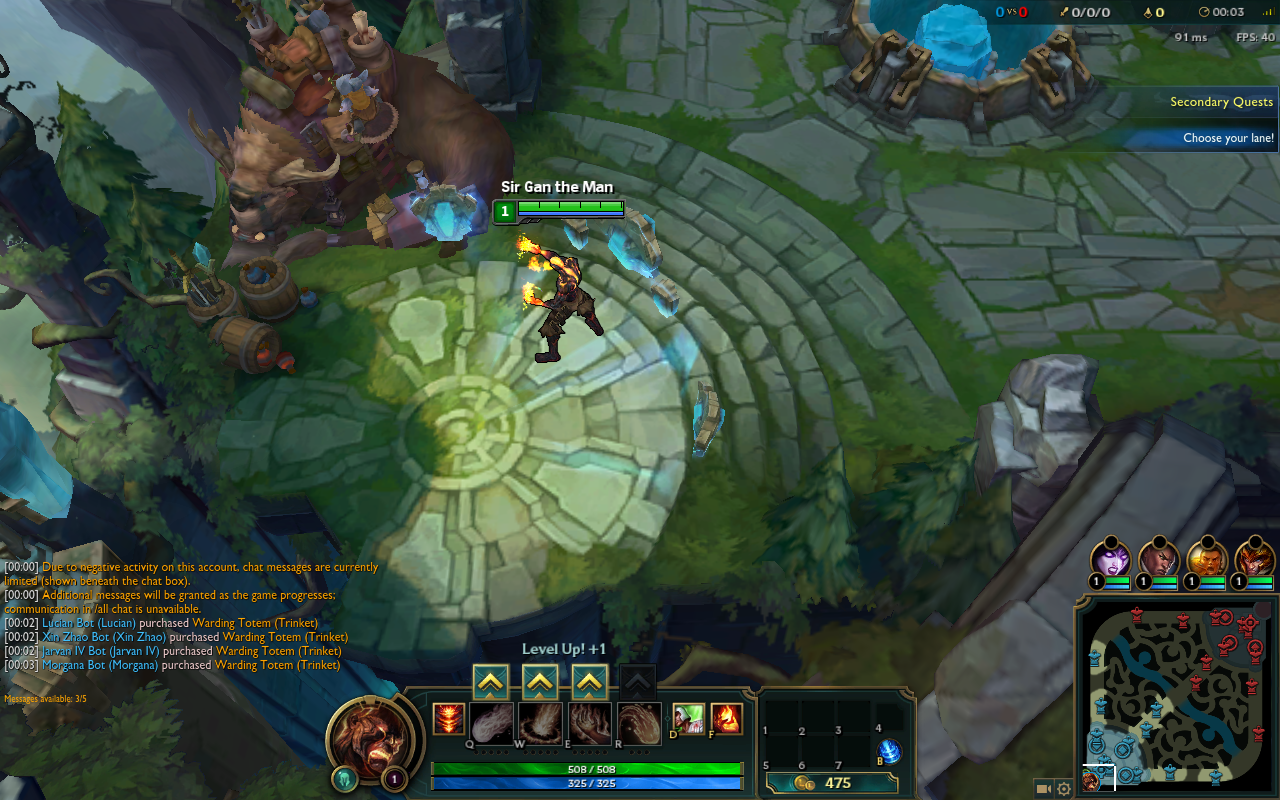 0 vs 0 0/0/0 0 00:03
91 ms FPS: 40
Secondary Quests
Choose your lane!
Sir Gan the Man
1
[00:00] Due to negative activity on this account, chat messages are currently
limited (shown beneath the chat box).
[00:00] Additional messages will be granted as the game progresses;
communication in /all chat is unavailable.
[00:02] Lucian Bot (Lucian) purchased Warding Totem (Trinket)
[00:02] Xin Zhao Bot (Xin Zhao) purchased Warding Totem (Trinket)
[00:02] Jarvan IV Bot (Jarvan IV) purchased Warding Totem (Trinket)
[00:03] Morgana Bot (Morgana) purchased Warding Totem (Trinket)
Messages available: 3/5
1 1 1 1
Level Up! +1
Q W E R D F
1 2 3 4
5 6 7 B
1
508 / 508
325 / 325
475